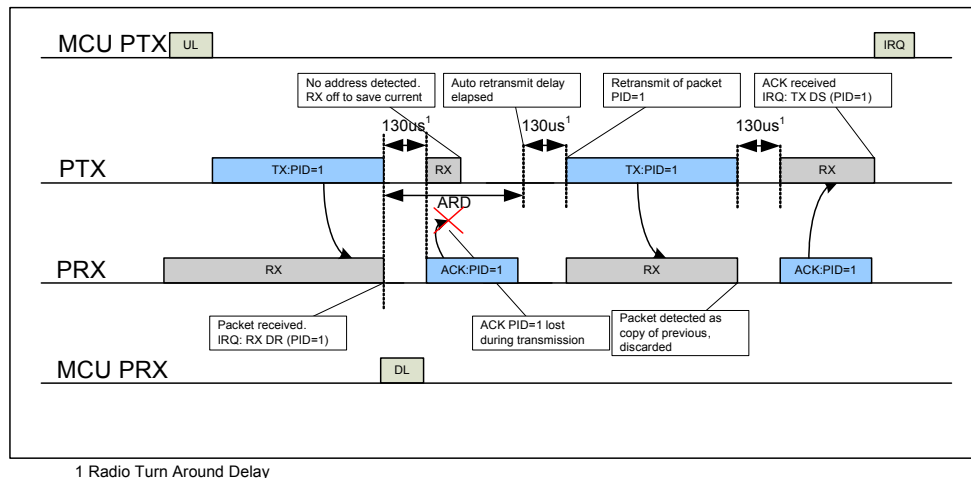 MCU PTX
UL
IRQ
No address detected.
RX off to save current
Auto retransmit delay
elapsed
Retransmit of packet
PID=1
ACK received
IRQ: TX DS (PID=1)
130us1
130us1
130us1
PTX
TX:PID=1
RX
TX:PID=1
RX
ARD
PRX
RX
ACK:PID=1
RX
ACK:PID=1
Packet received.
IRQ: RX DR (PID=1)
ACK PID=1 lost
during transmission
Packet detected as
copy of previous,
discarded
MCU PRX
DL
1 Radio Turn Around Delay